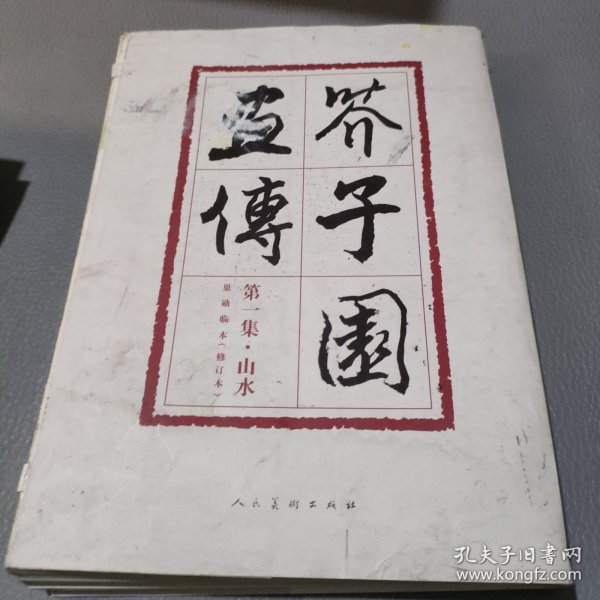 芥子園
畫傳
第一集·山水
巢勋临本（修订本）
人民美術出版社
孔夫子旧书网
www.kongfz.com